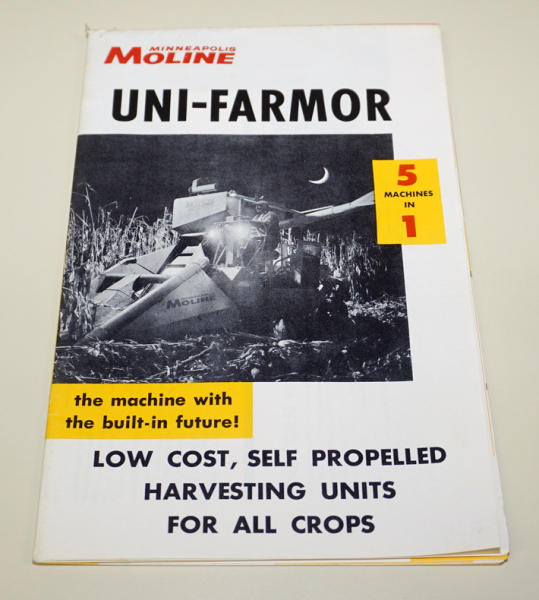 MINNEAPOLIS
MOLINE
UNI-FARMOR
5
MACHINES
IN
1
MOLINE
the machine with
the built-in future!
LOW COST, SELF PROPELLED
HARVESTING UNITS
FOR ALL CROPS